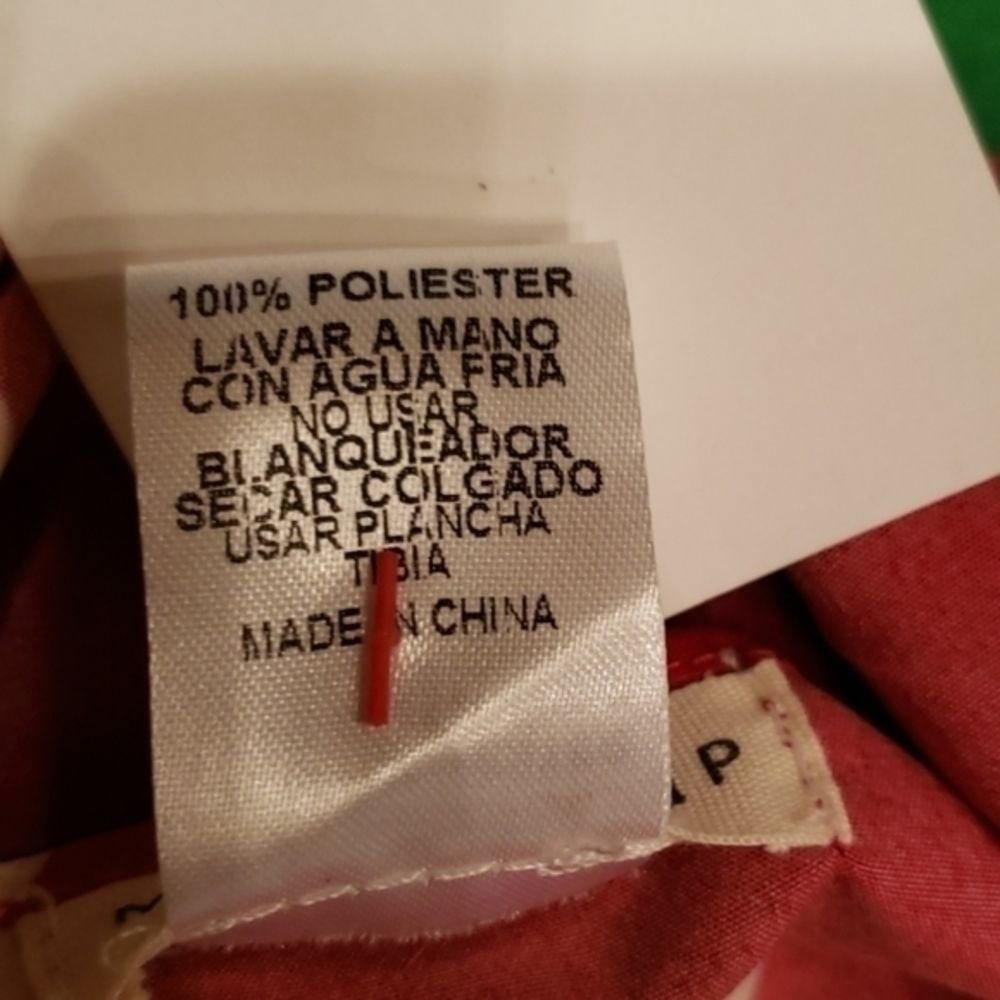 100% POLIESTER
LAVAR A MANO
CON AGUA FRIA
NO USAR
BLANQUEADOR
SECAR COLGADO
USAR PLANCHA
TIBIA
MADE IN CHINA
P